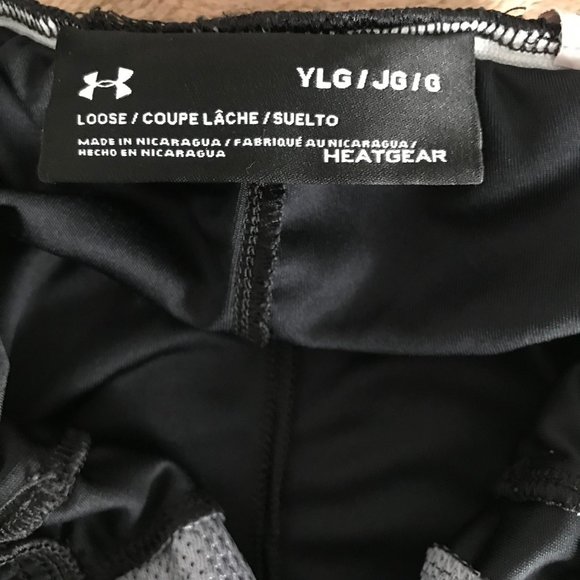 YLG / JG / G
LOOSE / COUPE LÂCHE / SUELTO
MADE IN NICARAGUA / FABRIQUÉ AU NICARAGUA /
HECHO EN NICARAGUA
HEATGEAR